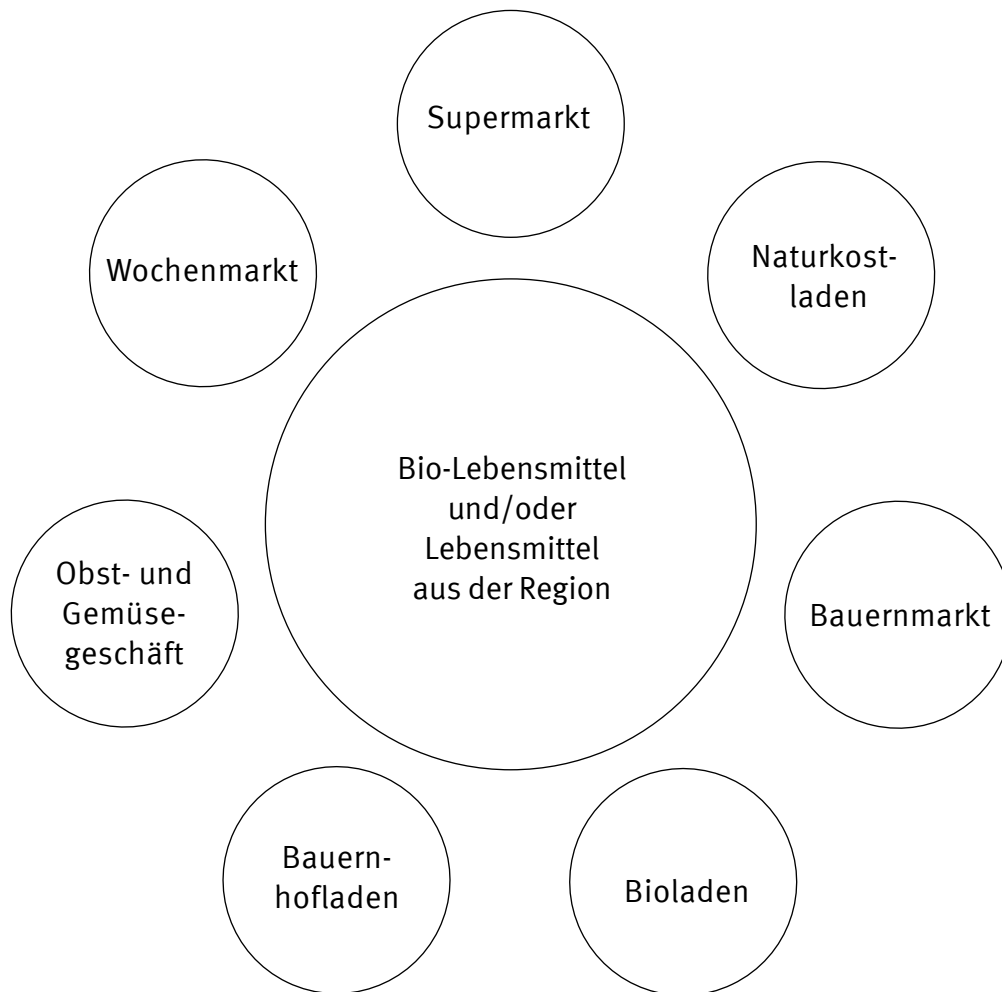 Supermarkt
Wochenmarkt
Naturkost-
laden
Bio-Lebensmittel
und/oder
Lebensmittel
aus der Region
Obst- und
Gemüse-
geschäft
Bauernmarkt
Bauern-
hofladen
Bioladen